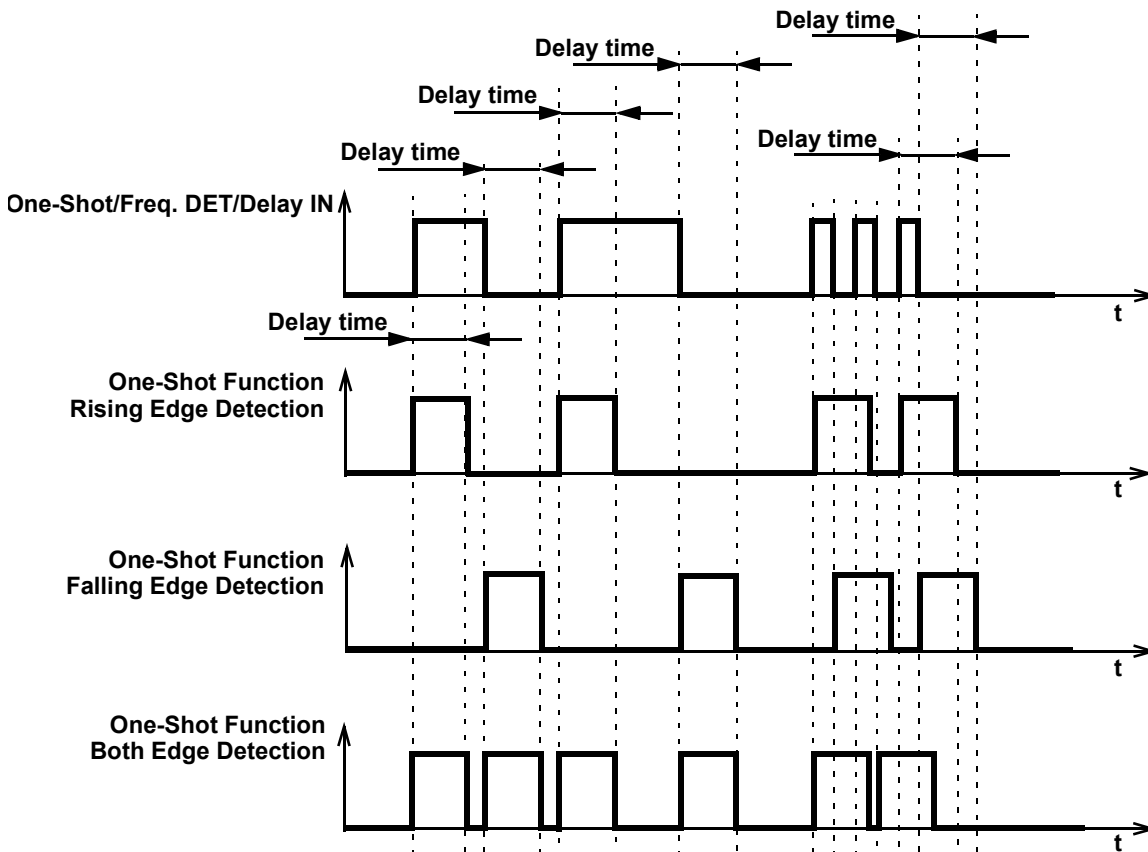 Delay time
Delay time
Delay time
Delay time
Delay time
One-Shot/Freq. DET/Delay IN
t
Delay time
One-Shot Function
Rising Edge Detection
t
One-Shot Function
Falling Edge Detection
t
One-Shot Function
Both Edge Detection
t